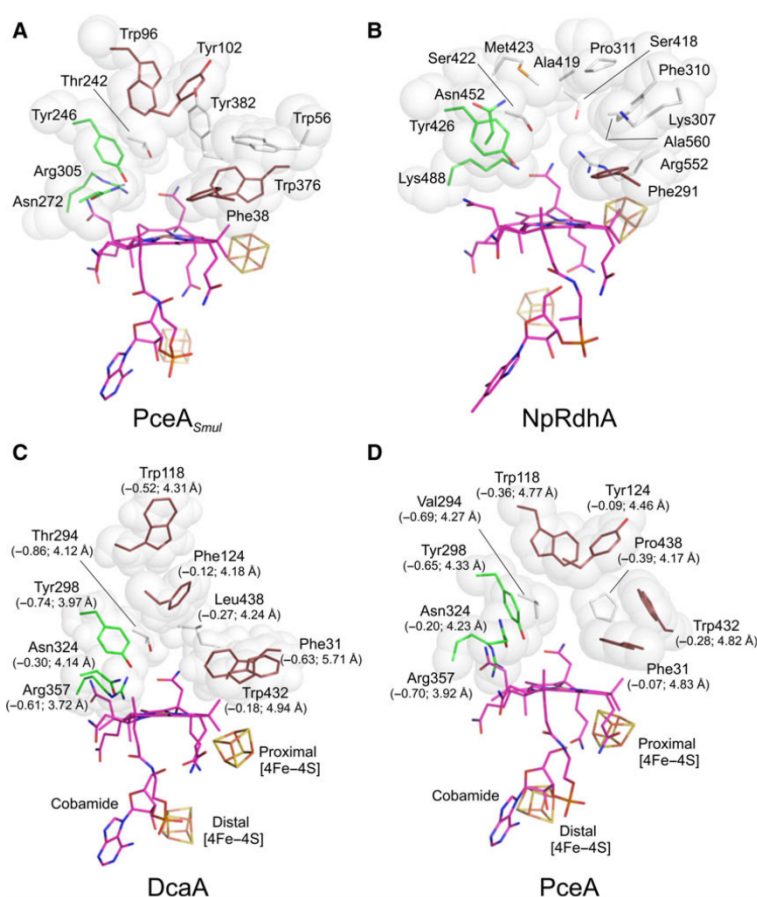 A
Trp96
Tyr102
Thr242
Tyr382
Tyr246
Trp56
Arg305
Asn272
Trp376
Phe38
PceA Smul
B
Met423
Ala419
Pro311
Ser418
Ser422
Phe310
Asn452
Tyr426
Lys307
Ala560
Lys488
Arg552
Phe291
NpRdhA
C
Trp118
(−0.52; 4.31 Å)
Thr294
(−0.86; 4.12 Å)
Phe124
(−0.12; 4.18 Å)
Tyr298
(−0.74; 3.97 Å)
Leu438
(−0.27; 4.24 Å)
Asn324
(−0.30; 4.14 Å)
Phe31
(−0.63; 5.71 Å)
Arg357
(−0.61; 3.72 Å)
Trp432
(−0.18; 4.94 Å)
Proximal
[4Fe–4S]
Cobamide
Distal
[4Fe–4S]
DcaA
D
Trp118
(−0.36; 4.77 Å)
Tyr124
(−0.09; 4.46 Å)
Val294
(−0.69; 4.27 Å)
Pro438
(−0.39; 4.17 Å)
Tyr298
(−0.65; 4.33 Å)
Asn324
(−0.20; 4.23 Å)
Trp432
(−0.28; 4.82 Å)
Arg357
(−0.70; 3.92 Å)
Phe31
(−0.07; 4.83 Å)
Proximal
[4Fe–4S]
Cobamide
Distal
[4Fe–4S]
PceA